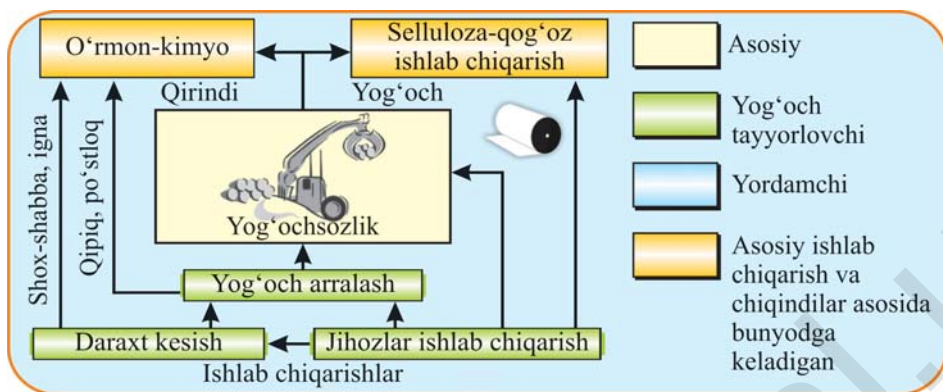 O‘rmon-kimyo
Selluloza-qog‘oz
ishlab chiqarish
Qirindi
Yog‘och
Shox-shabba, igna
Qipiq, po‘stloq
Yog‘ochsozlik
Yog‘och arralash
Daraxt kesish
Jihozlar ishlab chiqarish
Ishlab chiqarishlar
Asosiy
Yog‘och
tayyorlovchi
Yordamchi
Asosiy ishlab
chiqarish va
chiqindilar asosida
bunyodga
keladigan